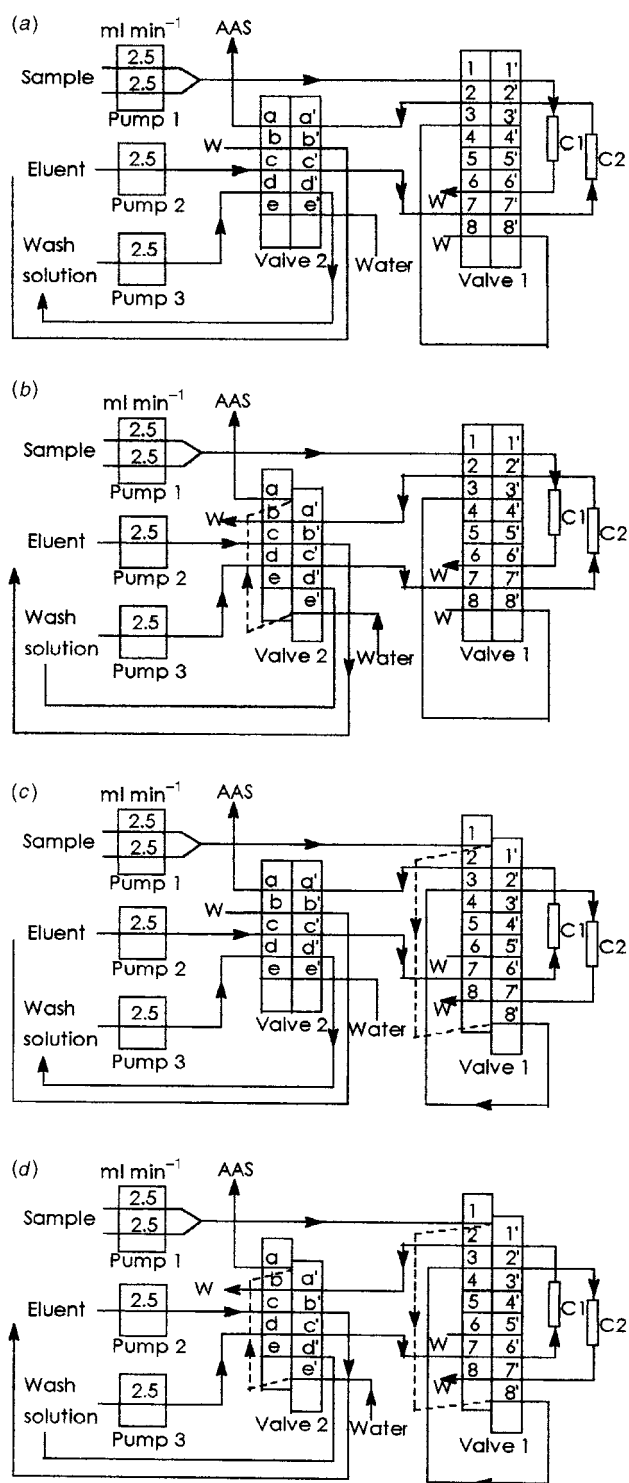 (a)
ml min⁻¹
AAS
2.5
Sample
2.5
Pump 1
1 1'
2 2'
3 3'
4 4'
5 5'
6 6'
7 7'
8 8'
Valve 1
C1
C2
W
W
a a'
b b'
c c'
d d'
e e'
Valve 2
W
Eluent
2.5
Pump 2
Wash
solution
2.5
Pump 3
Water
(b)
ml min⁻¹
AAS
2.5
Sample
2.5
Pump 1
1 1'
2 2'
3 3'
4 4'
5 5'
6 6'
7 7'
8 8'
Valve 1
C1
C2
W
W
a
b a'
c b'
d c'
e d'
e'
Valve 2
W
Eluent
2.5
Pump 2
Wash
solution
2.5
Pump 3
Water
(c)
ml min⁻¹
AAS
2.5
Sample
2.5
Pump 1
1
2 1'
3 2'
4 3'
5 4'
6 5'
7 6'
8 7'
8'
Valve 1
C1
C2
W
W
a a'
b b'
c c'
d d'
e e'
Valve 2
W
Eluent
2.5
Pump 2
Wash
solution
2.5
Pump 3
Water
(d)
ml min⁻¹
AAS
2.5
Sample
2.5
Pump 1
1
2 1'
3 2'
4 3'
5 4'
6 5'
7 6'
8 7'
8'
Valve 1
C1
C2
W
W
a
b a'
c b'
d c'
e d'
e'
Valve 2
W
Eluent
2.5
Pump 2
Wash
solution
2.5
Pump 3
Water